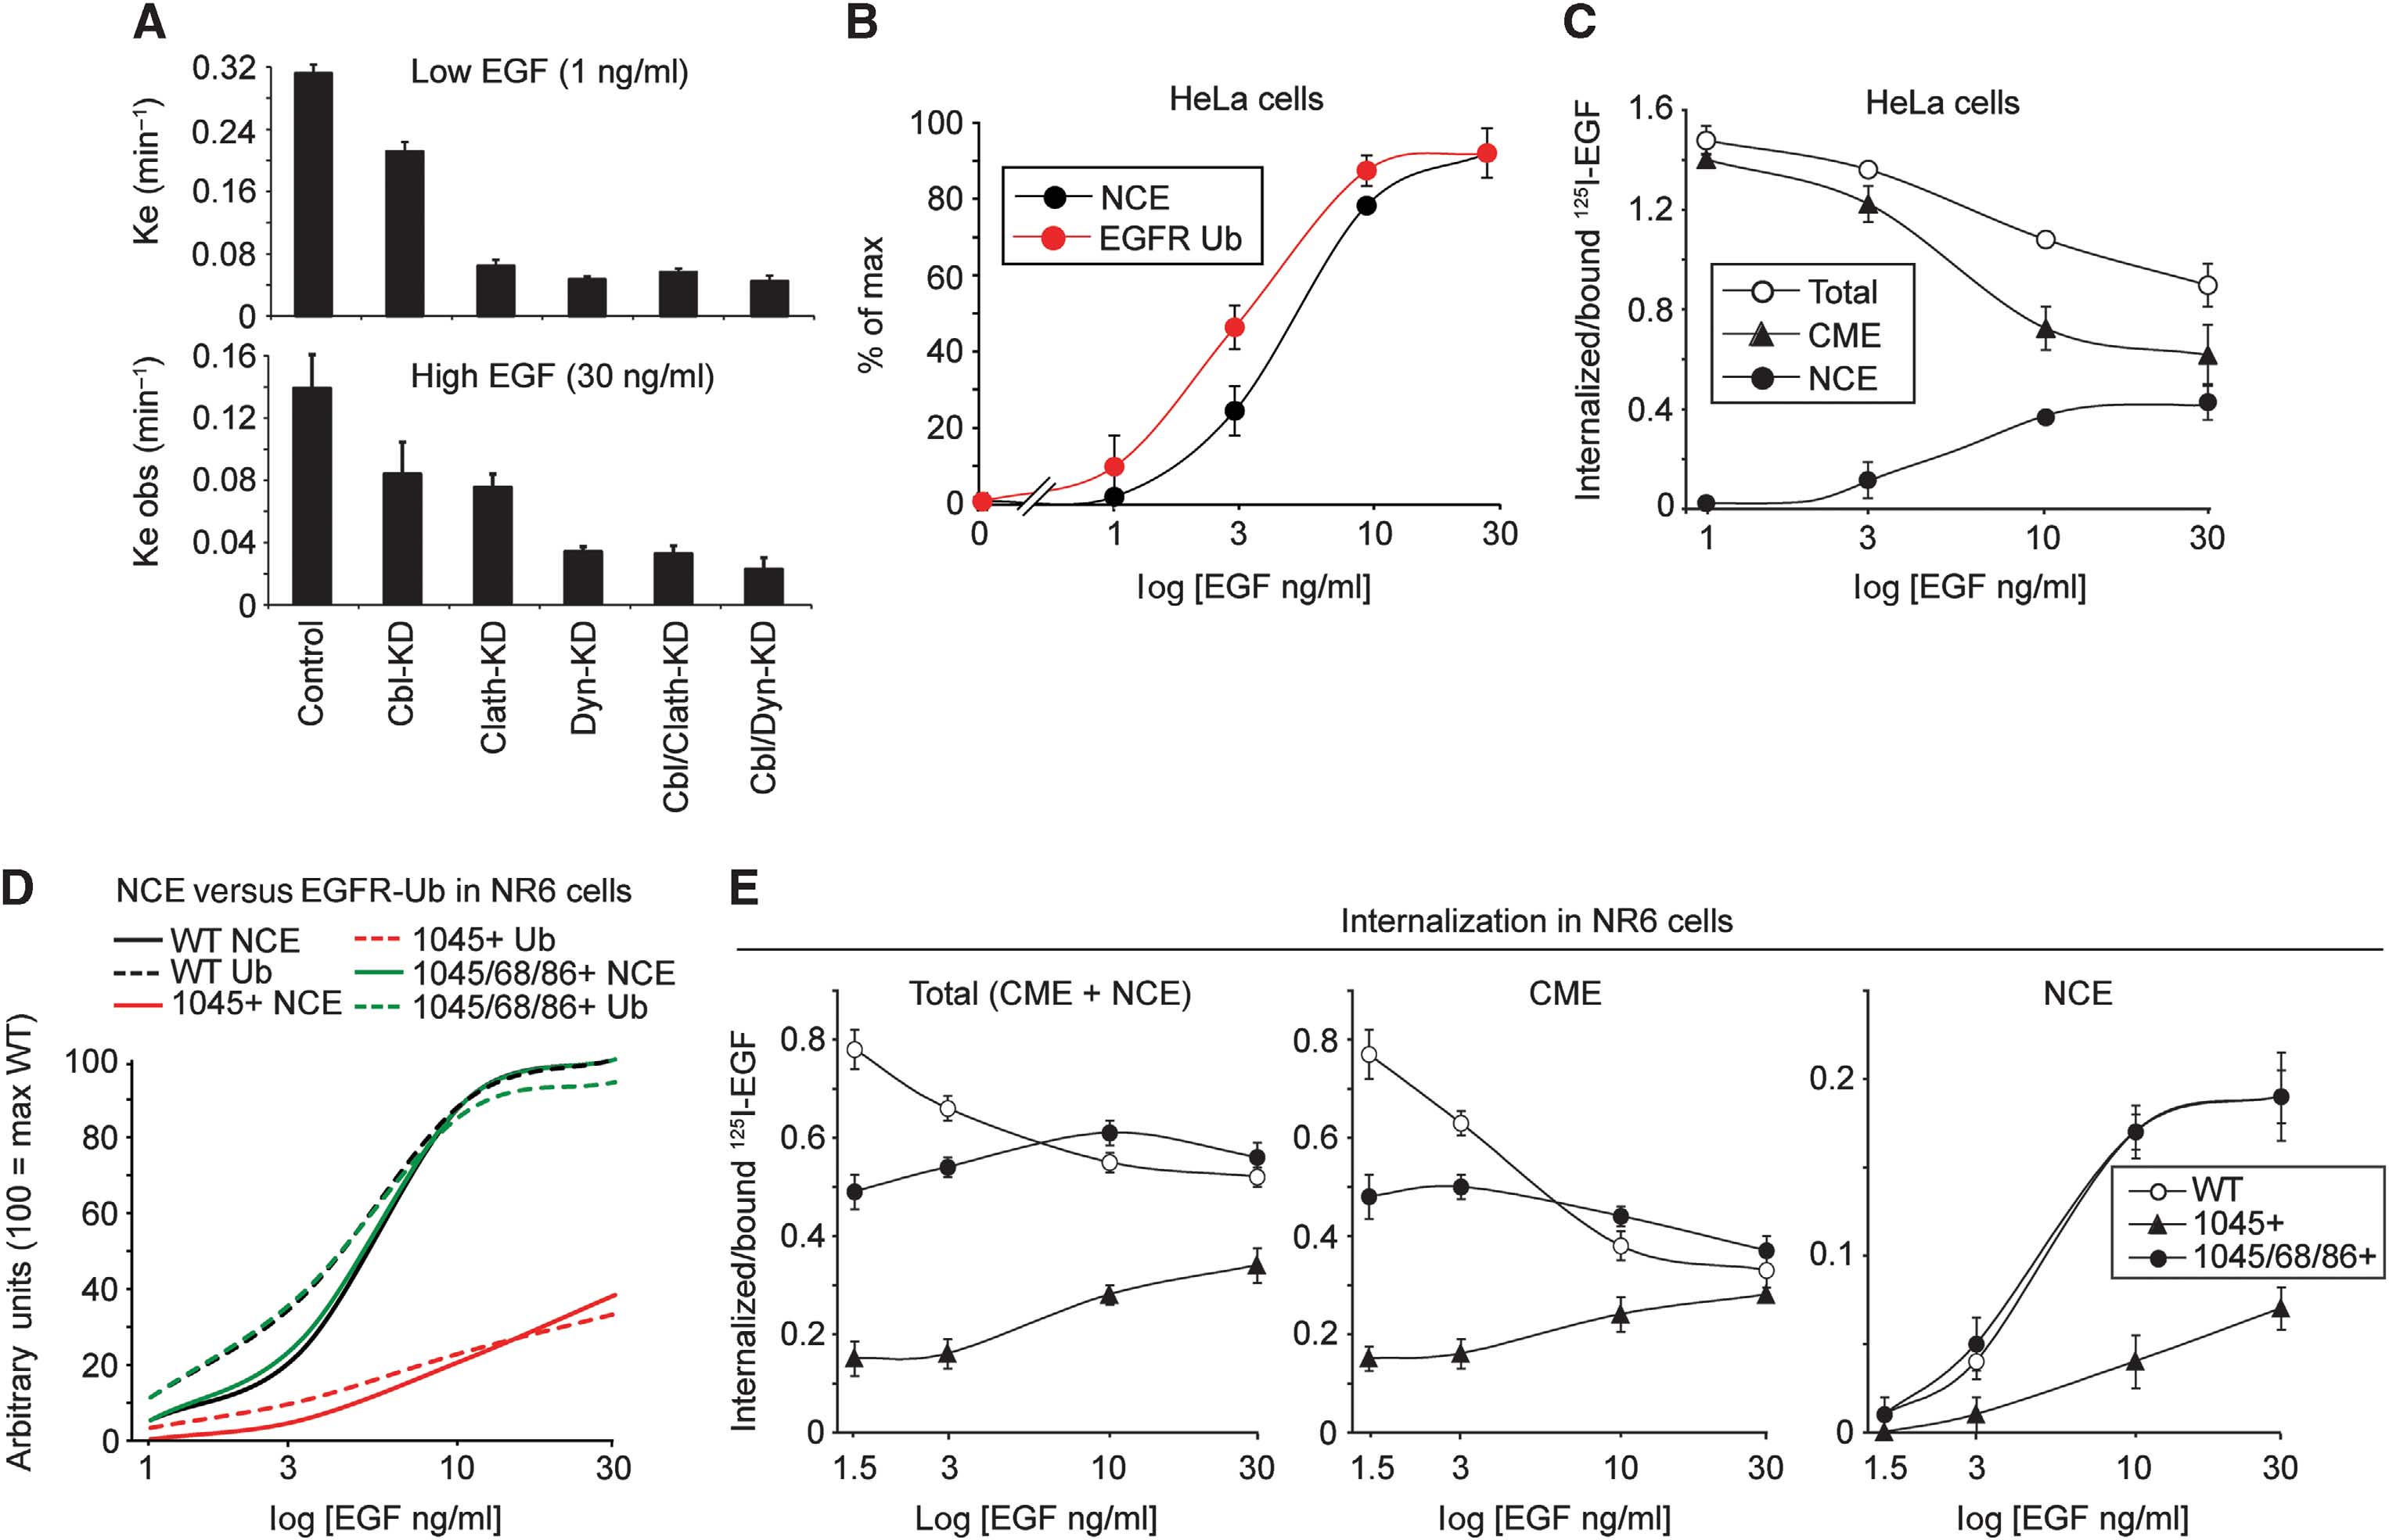 A
Low EGF (1 ng/ml)
Ke (min⁻¹)
0.32
0.24
0.16
0.08
0
High EGF (30 ng/ml)
Ke obs (min⁻¹)
0.16
0.12
0.08
0.04
0
Control
Cbl-KD
Clath-KD
Dyn-KD
Cbl/Clath-KD
Cbl/Dyn-KD
B
HeLa cells
% of max
100
80
60
40
20
0
NCE
EGFR Ub
0 1 3 10 30
log [EGF ng/ml]
C
HeLa cells
Internalized/bound ¹²⁵I-EGF
1.6
1.2
0.8
0.4
0
Total
CME
NCE
1 3 10 30
log [EGF ng/ml]
D
NCE versus EGFR-Ub in NR6 cells
WT NCE
WT Ub
1045+ NCE
1045+ Ub
1045/68/86+ NCE
1045/68/86+ Ub
Arbitrary units (100 = max WT)
100
80
60
40
20
0
1 3 10 30
log [EGF ng/ml]
E
Internalization in NR6 cells
Total (CME + NCE)
Internalized/bound ¹²⁵I-EGF
0.8
0.6
0.4
0.2
0
1.5 3 10 30
Log [EGF ng/ml]
CME
0.8
0.6
0.4
0.2
0
1.5 3 10 30
log [EGF ng/ml]
NCE
0.2
0.1
0
WT
1045+
1045/68/86+
1.5 3 10 30
log [EGF ng/ml]